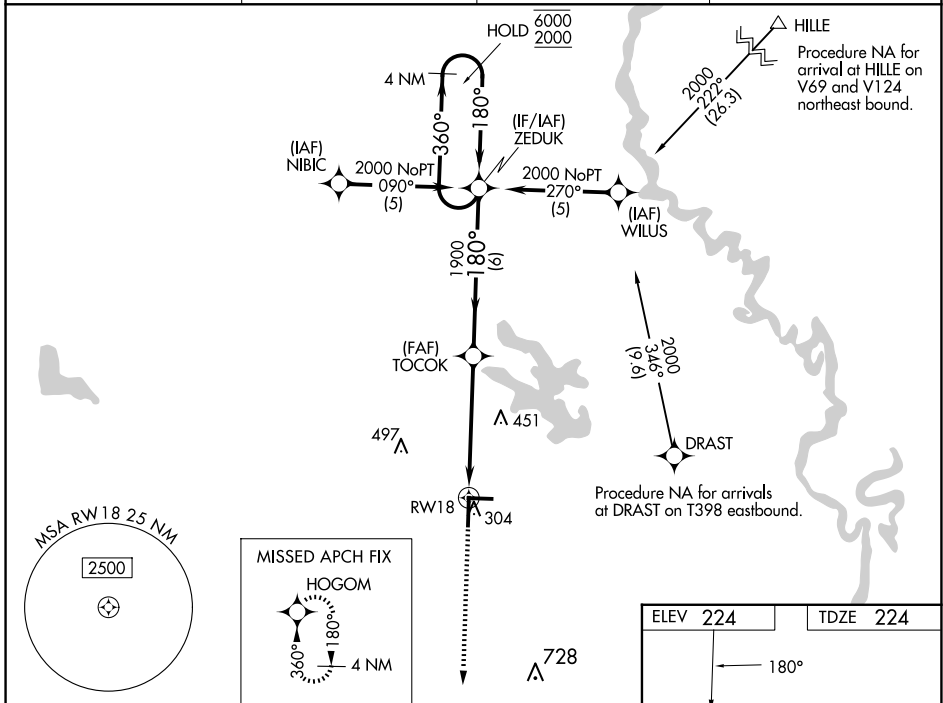 HOLD 6000
2000
4 NM
360°
180°
(IF/IAF)
ZEDUK
(IAF)
NIBIC
2000 NoPT
090°
(5)
2000 NoPT
270°
(5)
(IAF)
WILUS
HILLE
Procedure NA for
arrival at HILLE on
V69 and V124
northeast bound.
2000
222°
(26.3)
1900
180°
(6)
(FAF)
TOCOK
2000
346°
(9.6)
451
497
DRAST
Procedure NA for arrivals
at DRAST on T398 eastbound.
RW18
304
MSA RW18 25 NM
2500
MISSED APCH FIX
HOGOM
360°
180°
4 NM
728
ELEV 224
TDZE 224
180°